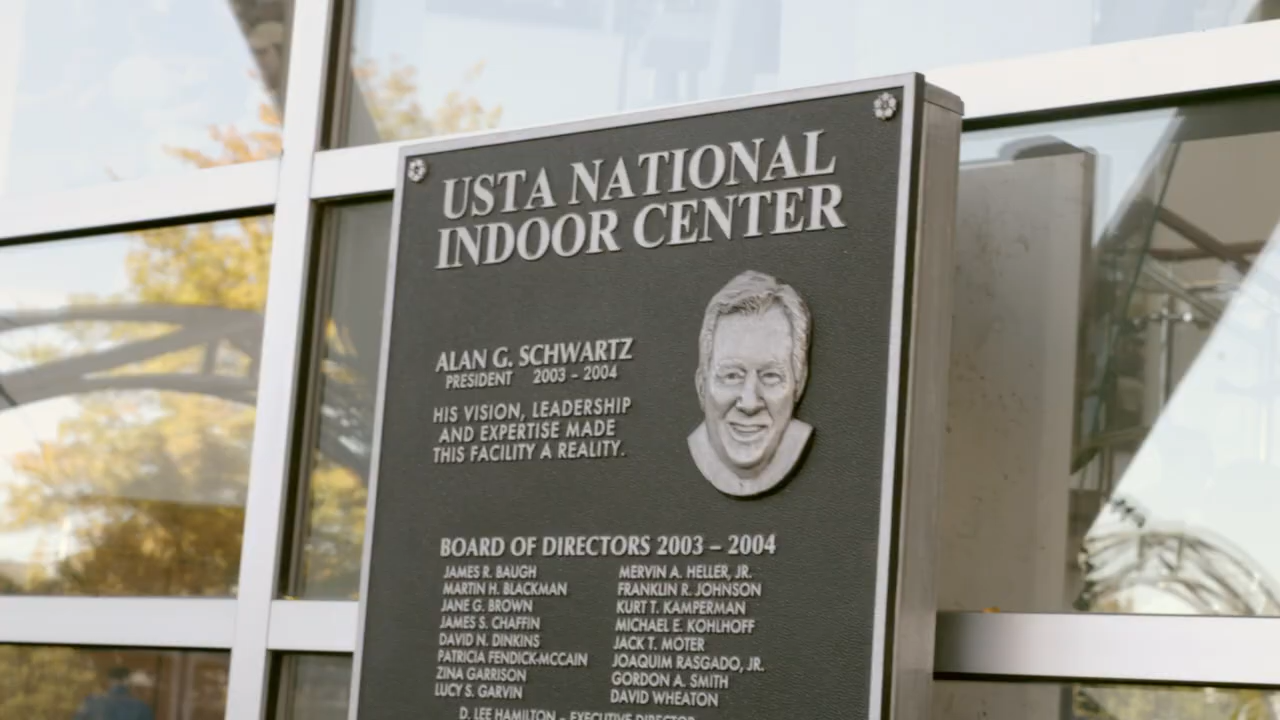 USTA NATIONAL
INDOOR CENTER
ALAN G. SCHWARTZ
PRESIDENT 2003 – 2004
HIS VISION, LEADERSHIP
AND EXPERTISE MADE
THIS FACILITY A REALITY.
BOARD OF DIRECTORS 2003 – 2004
JAMES R. BAUGH
MARTIN H. BLACKMAN
JANE G. BROWN
JAMES S. CHAFFIN
DAVID N. DINKINS
PATRICIA FENDICK-MCCAIN
ZINA GARRISON
LUCY S. GARVIN
MERVIN A. HELLER, JR.
FRANKLIN R. JOHNSON
KURT T. KAMPERMAN
MICHAEL E. KOHLHOFF
JACK T. MOTER
JOAQUIM RASGADO, JR.
GORDON A. SMITH
DAVID WHEATON
D. LEE HAMILTON – EXECUTIVE DIRECTOR